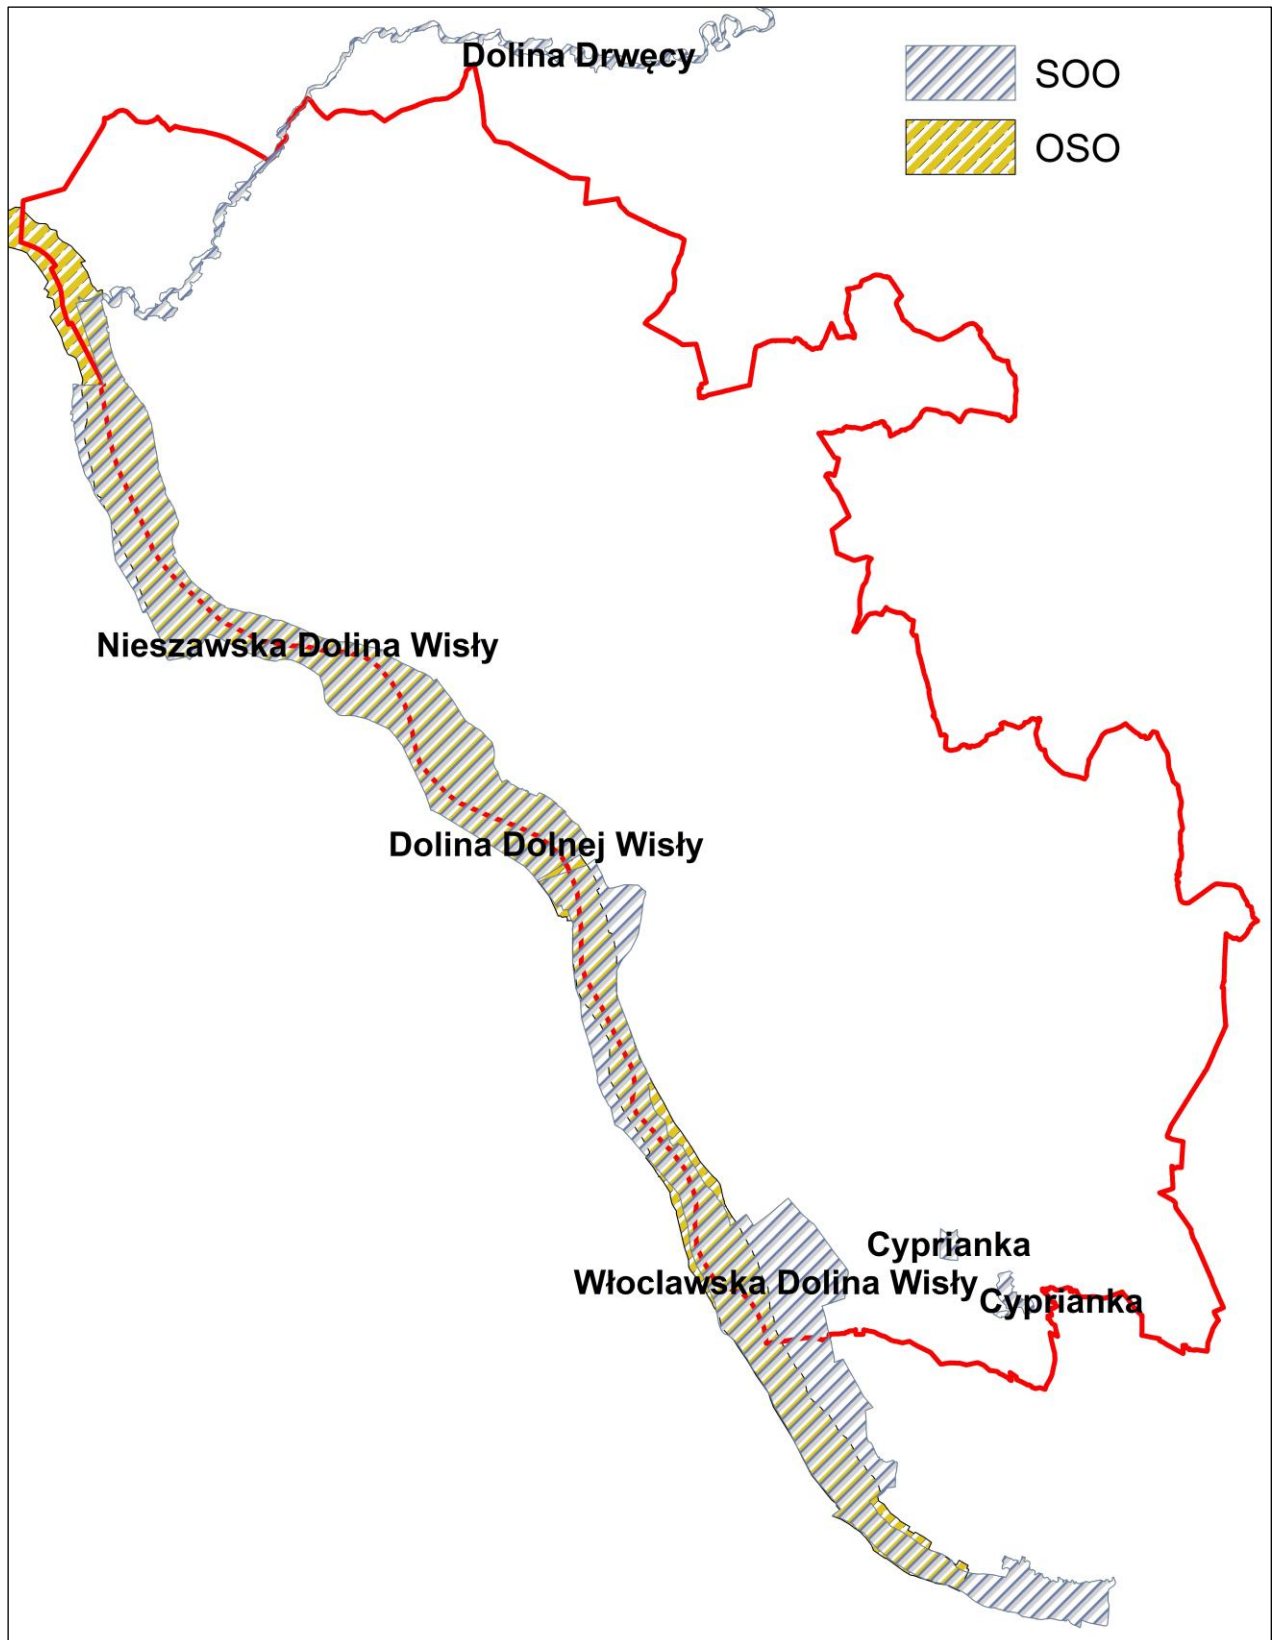 Dolina Drwęcy
SOO
OSO
Nieszawska Dolina Wisły
Dolina Dolnej Wisły
Cyprianka
Włoclawska Dolina Wisły
Cyprianka